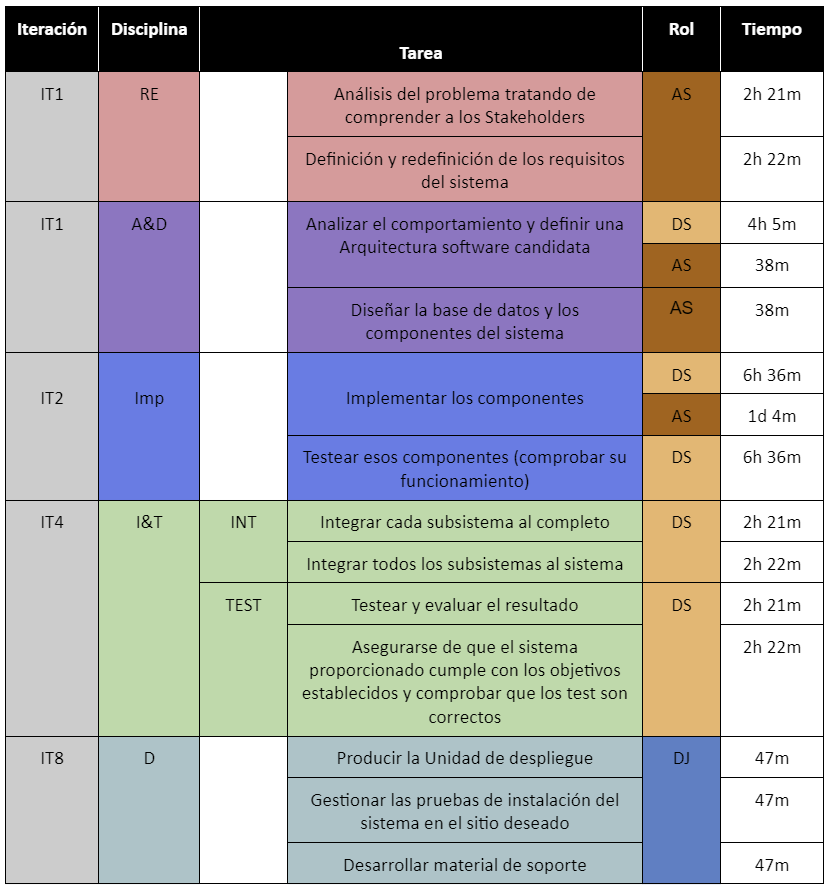 Iteración Disciplina Tarea Rol Tiempo
IT1 RE Análisis del problema tratando de AS 2h 21m
comprender a los Stakeholders
Definición y redefinición de los requisitos 2h 22m
del sistema
IT1 A&D Analizar el comportamiento y definir una DS 4h 5m
Arquitectura software candidata
AS 38m
Diseñar la base de datos y los AS 38m
componentes del sistema
DS 6h 36m
IT2 Imp Implementar los componentes
AS 1d 4m
Testear esos componentes (comprobar su DS 6h 36m
funcionamiento)
IT4 I&T INT Integrar cada subsistema al completo DS 2h 21m
Integrar todos los subsistemas al sistema 2h 22m
TEST Testear y evaluar el resultado DS 2h 21m
Asegurarse de que el sistema 2h 22m
proporcionado cumple con los objetivos
establecidos y comprobar que los test son
correctos
IT8 D Producir la Unidad de despliegue DJ 47m
Gestionar las pruebas de instalación del 47m
sistema en el sitio deseado
Desarrollar material de soporte 47m